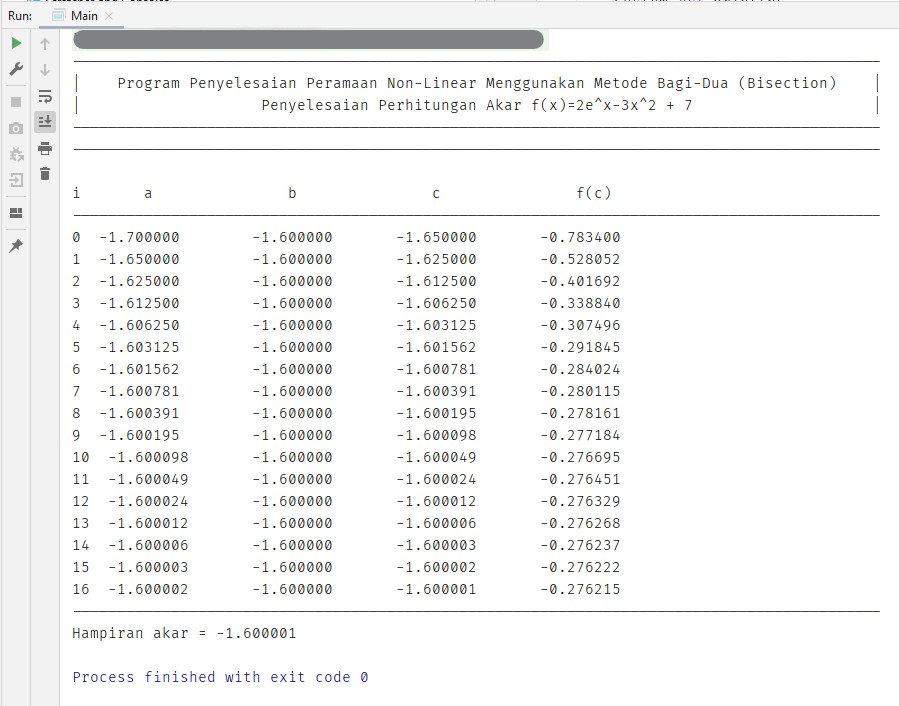 Run: Main
Program Penyelesaian Peramaan Non-Linear Menggunakan Metode Bagi-Dua (Bisection)
Penyelesaian Perhitungan Akar f(x)=2e^x-3x^2 + 7
i a b c f(c)
0 -1.700000 -1.600000 -1.650000 -0.783400
1 -1.650000 -1.600000 -1.625000 -0.528052
2 -1.625000 -1.600000 -1.612500 -0.401692
3 -1.612500 -1.600000 -1.606250 -0.338840
4 -1.606250 -1.600000 -1.603125 -0.307496
5 -1.603125 -1.600000 -1.601562 -0.291845
6 -1.601562 -1.600000 -1.600781 -0.284024
7 -1.600781 -1.600000 -1.600391 -0.280115
8 -1.600391 -1.600000 -1.600195 -0.278161
9 -1.600195 -1.600000 -1.600098 -0.277184
10 -1.600098 -1.600000 -1.600049 -0.276695
11 -1.600049 -1.600000 -1.600024 -0.276451
12 -1.600024 -1.600000 -1.600012 -0.276329
13 -1.600012 -1.600000 -1.600006 -0.276268
14 -1.600006 -1.600000 -1.600003 -0.276237
15 -1.600003 -1.600000 -1.600002 -0.276222
16 -1.600002 -1.600000 -1.600001 -0.276215
Hampiran akar = -1.600001
Process finished with exit code 0